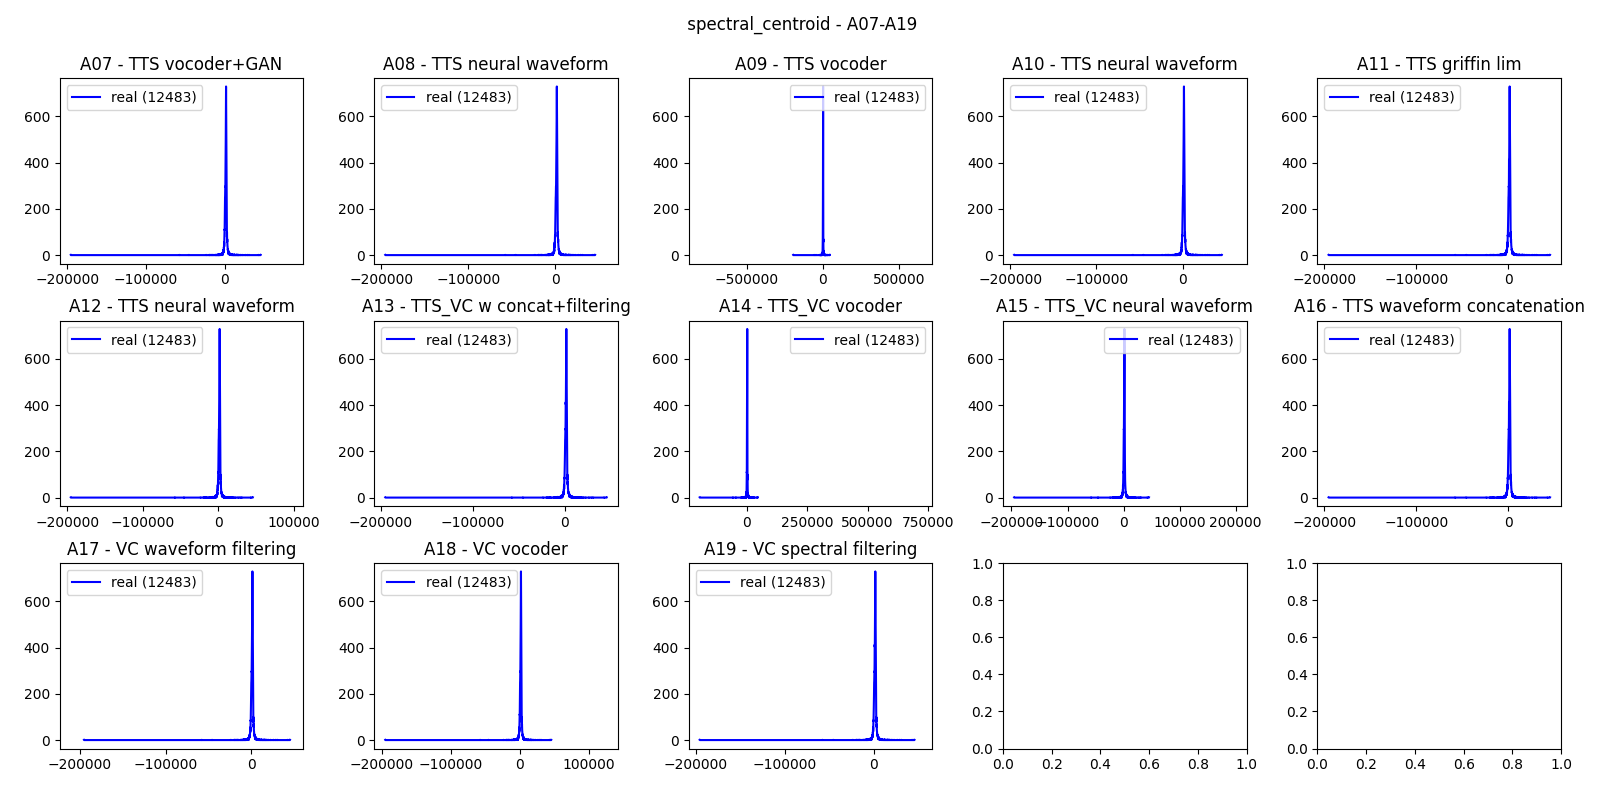 spectral_centroid - A07-A19
A07 - TTS vocoder+GAN
A08 - TTS neural waveform
A09 - TTS vocoder
A10 - TTS neural waveform
A11 - TTS griffin lim
real (12483)
real (12483)
real (12483)
real (12483)
real (12483)
600
400
200
0
600
400
200
0
600
400
200
0
600
400
200
0
600
400
200
0
−200000 −100000 0
−200000 −100000 0
−500000 0 500000
−200000 −100000 0
−200000 −100000 0
A12 - TTS neural waveform
A13 - TTS_VC w concat+filtering
A14 - TTS_VC vocoder
A15 - TTS_VC neural waveform
A16 - TTS waveform concatenation
real (12483)
real (12483)
real (12483)
real (12483)
real (12483)
600
400
200
0
600
400
200
0
600
400
200
0
600
400
200
0
600
400
200
0
−200000 −100000 0 100000
−200000 −100000 0
0 250000 500000 750000
−200000 −100000 0 100000 200000
−200000 −100000 0
A17 - VC waveform filtering
A18 - VC vocoder
A19 - VC spectral filtering
real (12483)
real (12483)
real (12483)
600
400
200
0
600
400
200
0
600
400
200
0
1.0
0.8
0.6
0.4
0.2
0.0
1.0
0.8
0.6
0.4
0.2
0.0
−200000 −100000 0
−200000 −100000 0 100000
−200000 −100000 0
0.0 0.2 0.4 0.6 0.8 1.0
0.0 0.2 0.4 0.6 0.8 1.0